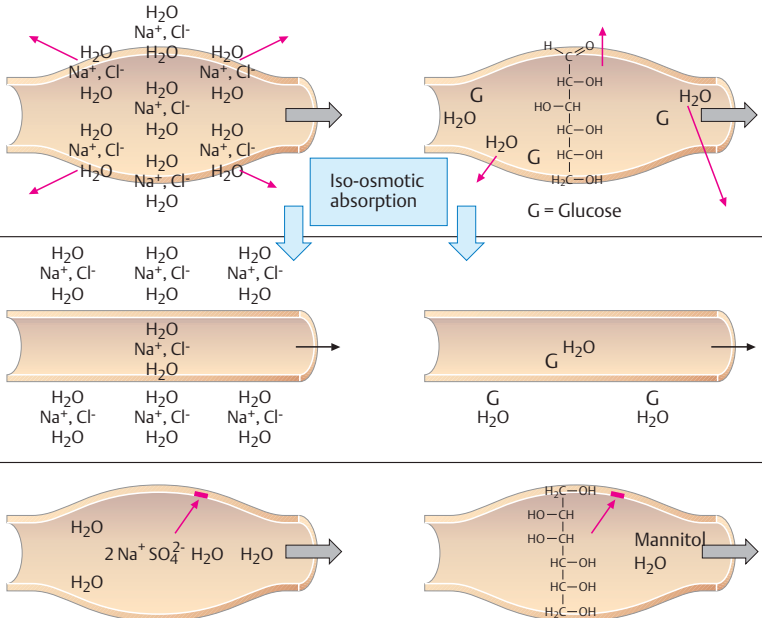 H₂O
Na⁺, Cl⁻
H₂O H₂O H₂O
Na⁺, Cl⁻ Na⁺, Cl⁻
H₂O H₂O H₂O
Na⁺, Cl⁻
H₂O H₂O H₂O
Na⁺, Cl⁻ Na⁺, Cl⁻
H₂O H₂O H₂O
Na⁺, Cl⁻
H₂O
H O
C
HC–OH
HO–CH
HC–OH
HC–OH
H₂C–OH
G
H₂O
H₂O
G
G
H₂O
G = Glucose
Iso-osmotic
absorption
H₂O H₂O H₂O
Na⁺, Cl⁻ Na⁺, Cl⁻ Na⁺, Cl⁻
H₂O H₂O H₂O
H₂O
Na⁺, Cl⁻
H₂O
H₂O H₂O H₂O
Na⁺, Cl⁻ Na⁺, Cl⁻ Na⁺, Cl⁻
H₂O H₂O H₂O
H₂O
G
G G
H₂O H₂O
H₂O
2 Na⁺ SO₄²⁻ H₂O H₂O
H₂O
H₂C–OH
HO–CH
HO–CH
HC–OH
HC–OH
H₂C–OH
Mannitol
H₂O